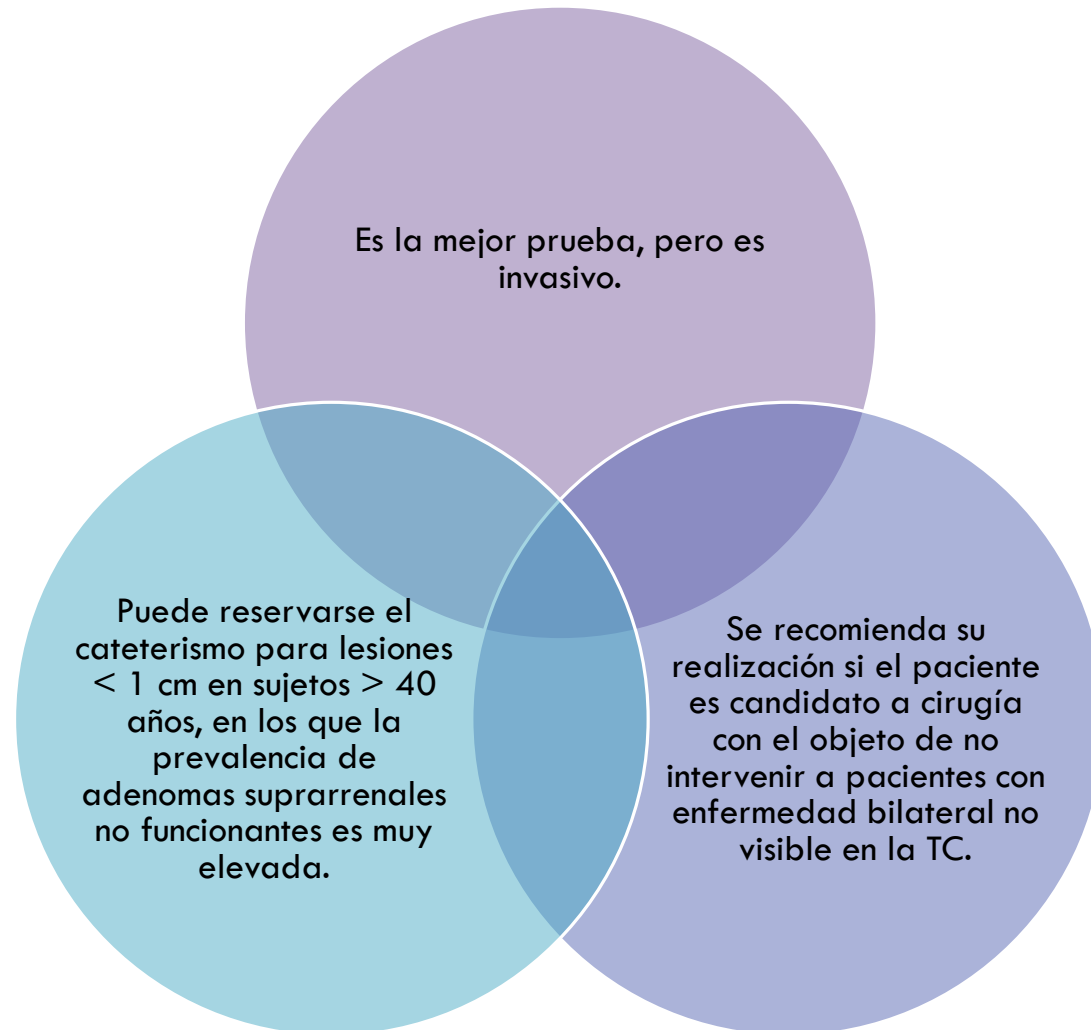 Es la mejor prueba, pero es
invasivo.
Puede reservarse el
cateterismo para lesiones
< 1 cm en sujetos > 40
años, en los que la
prevalencia de
adenomas suprarrenales
no funcionantes es muy
elevada.
Se recomienda su
realización si el paciente
es candidato a cirugía
con el objeto de no
intervenir a pacientes con
enfermedad bilateral no
visible en la TC.